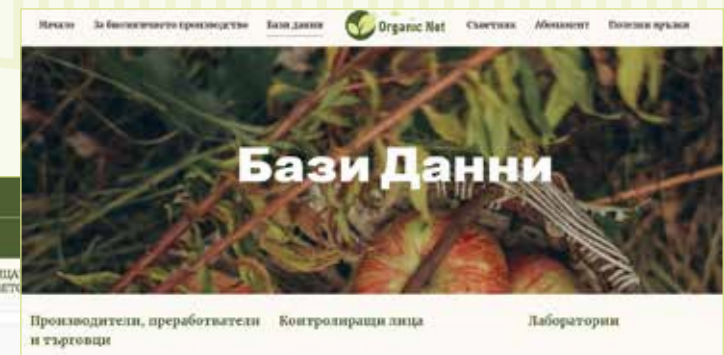 Начало За биологичното производство Бази данни Organic Net Съветник Абонамент Полезни връзки
Бази Данни
Производители, преработватели и търговци
Контролиращи лица
Лаборатории